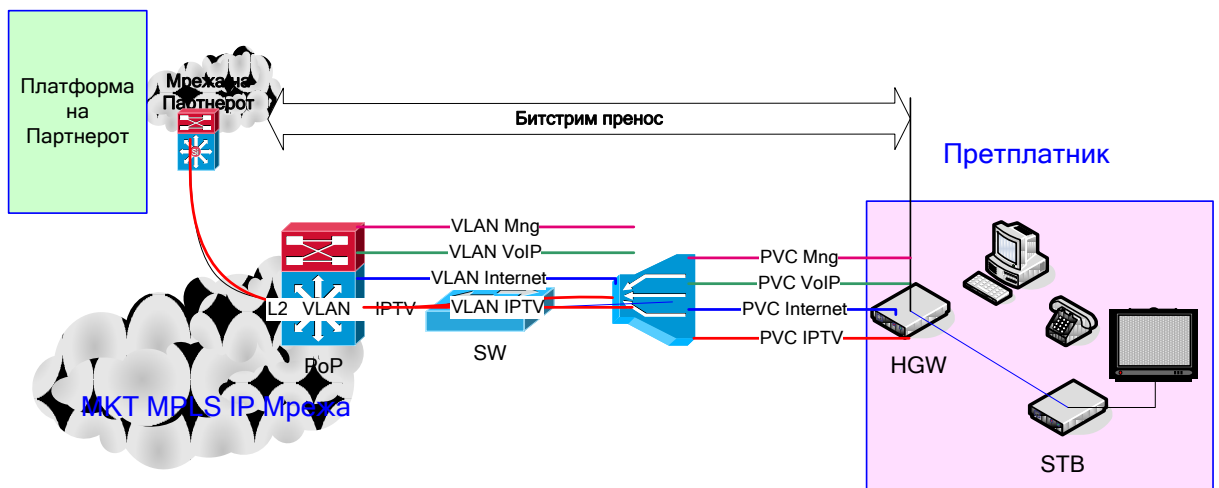 Платформа
на
Партнерот
Мрежа на
Партнерот
Битстрим пренос
Претплатник
VLAN Mng
VLAN VoIP
VLAN Internet
L2 VLAN IPTV
VLAN IPTV
PVC Mng
PVC VoIP
PVC Internet
PVC IPTV
SW
PoP
HGW
МКТ MPLS IP Мрежа
STB